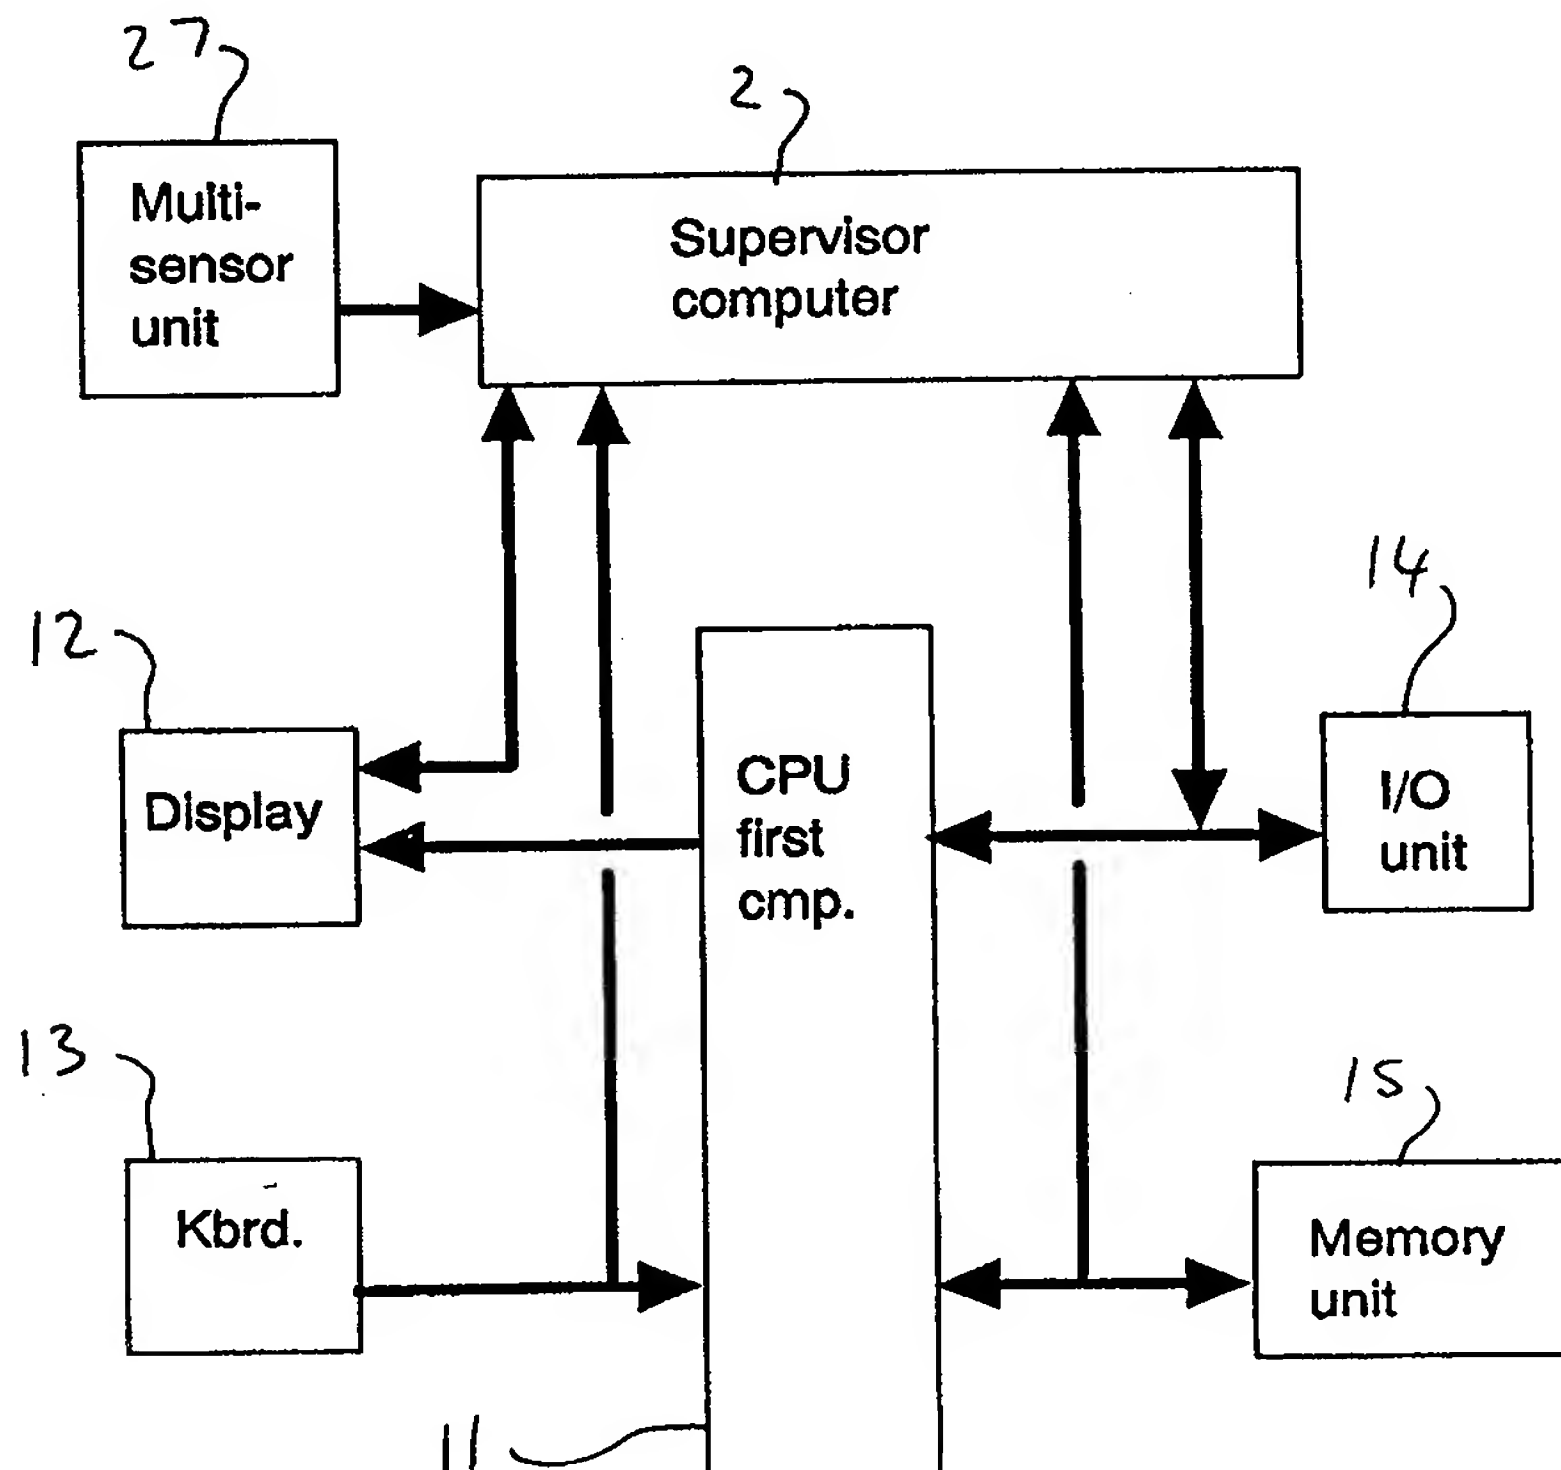 27
2
Multi-
sensor
unit
Supervisor
computer
12
14
Display
CPU
first
cmp.
I/O
unit
13
15
Kbrd.
Memory
unit
11